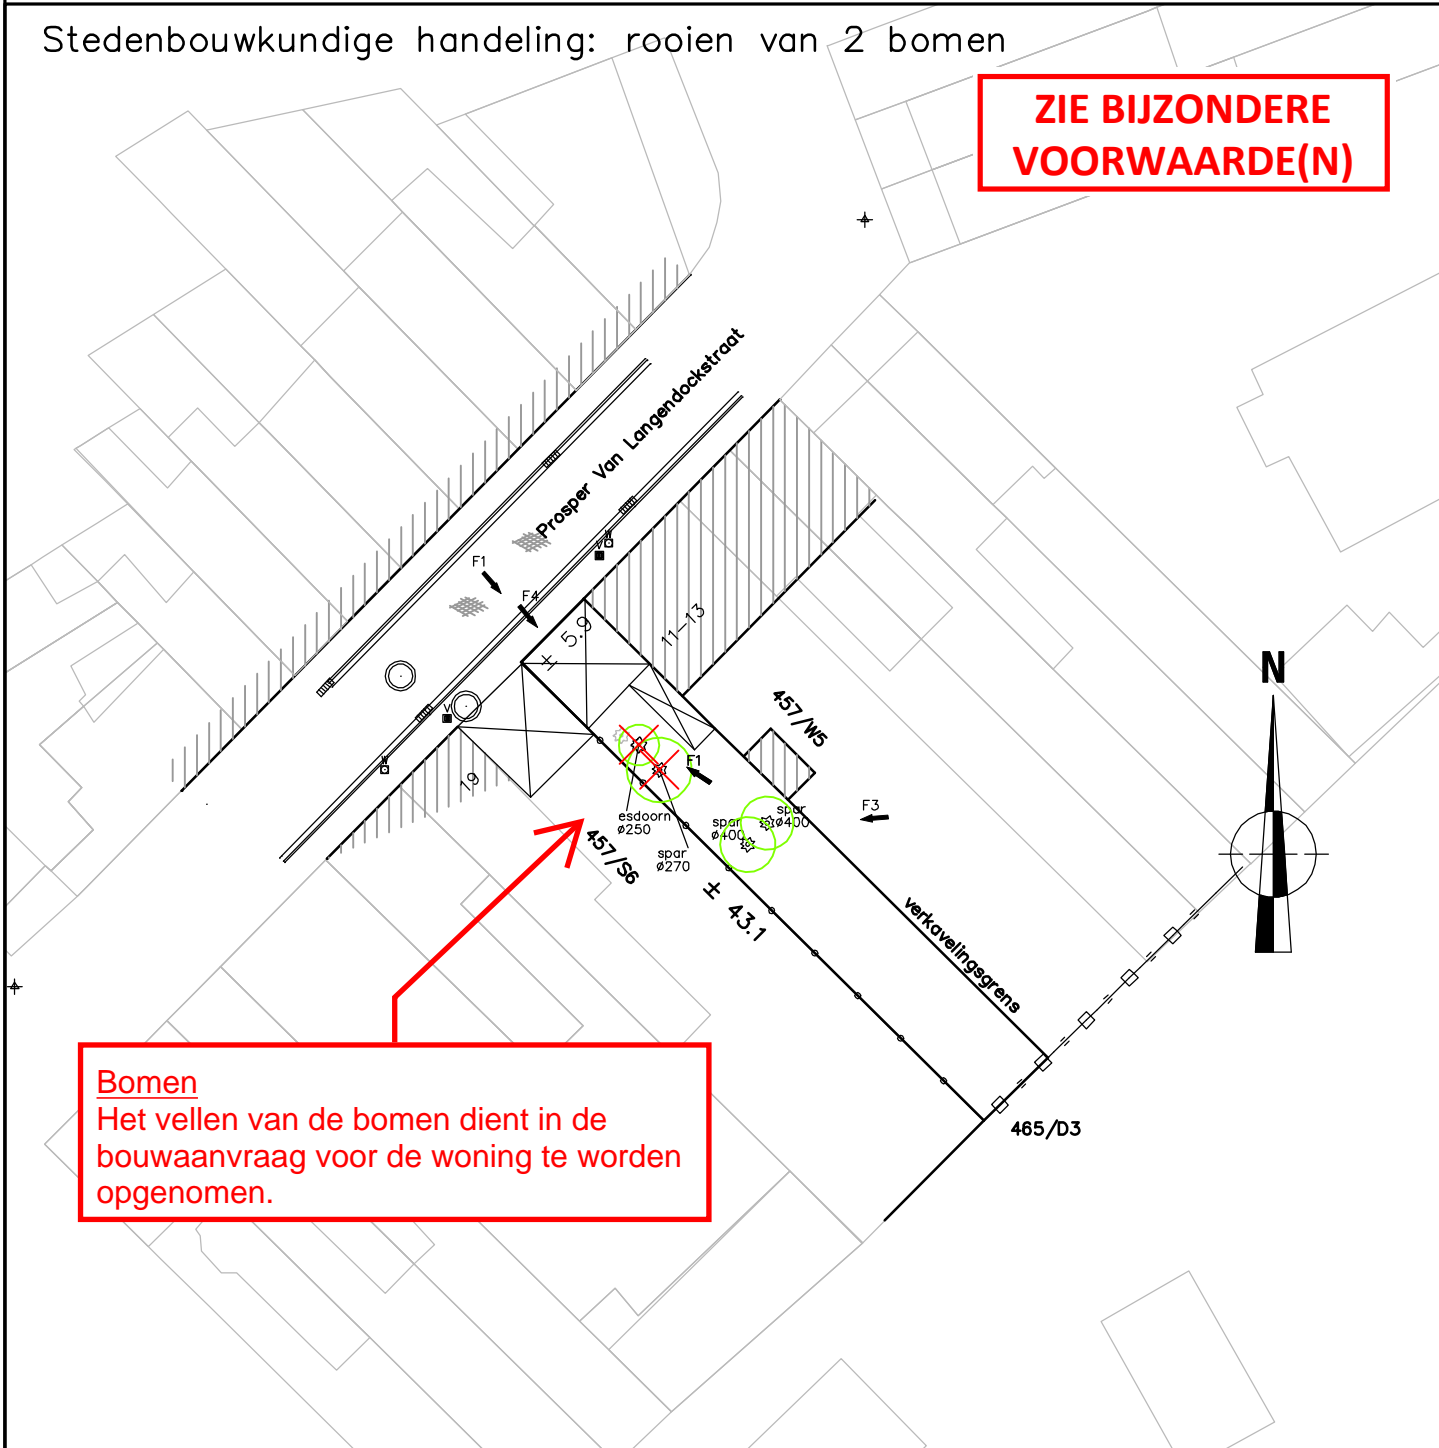 Stedenbouwkundige handeling: rooien van 2 bomen
ZIE BIJZONDERE
VOORWAARDE(N)
Prosper Van Langendockstraat
F1
F4
W
V
± 5.9
11-13
V
W
19
457/W5
F1
F3
esdoorn
ø250
spar
ø270
spar
ø400
spar
ø400
457/S6
± 43.1
verkavelingsgrens
N
465/D3
Bomen
Het vellen van de bomen dient in de
bouwaanvraag voor de woning te worden
opgenomen.